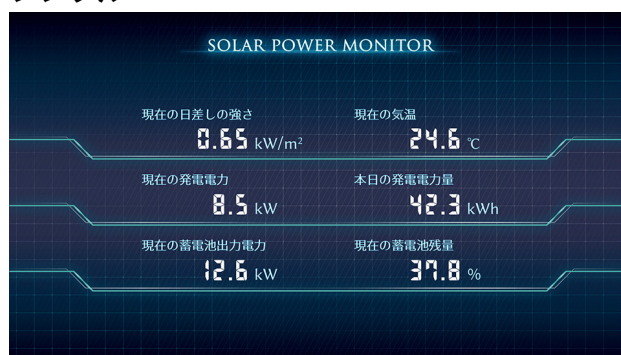 SOLAR POWER MONITOR
現在の日差しの強さ 現在の気温
0.65 kW/m² 24.6 ℃
現在の発電電力 本日の発電電力量
8.5 kW 42.3 kWh
現在の蓄電池出力電力 現在の蓄電池残量
12.6 kW 37.8 %